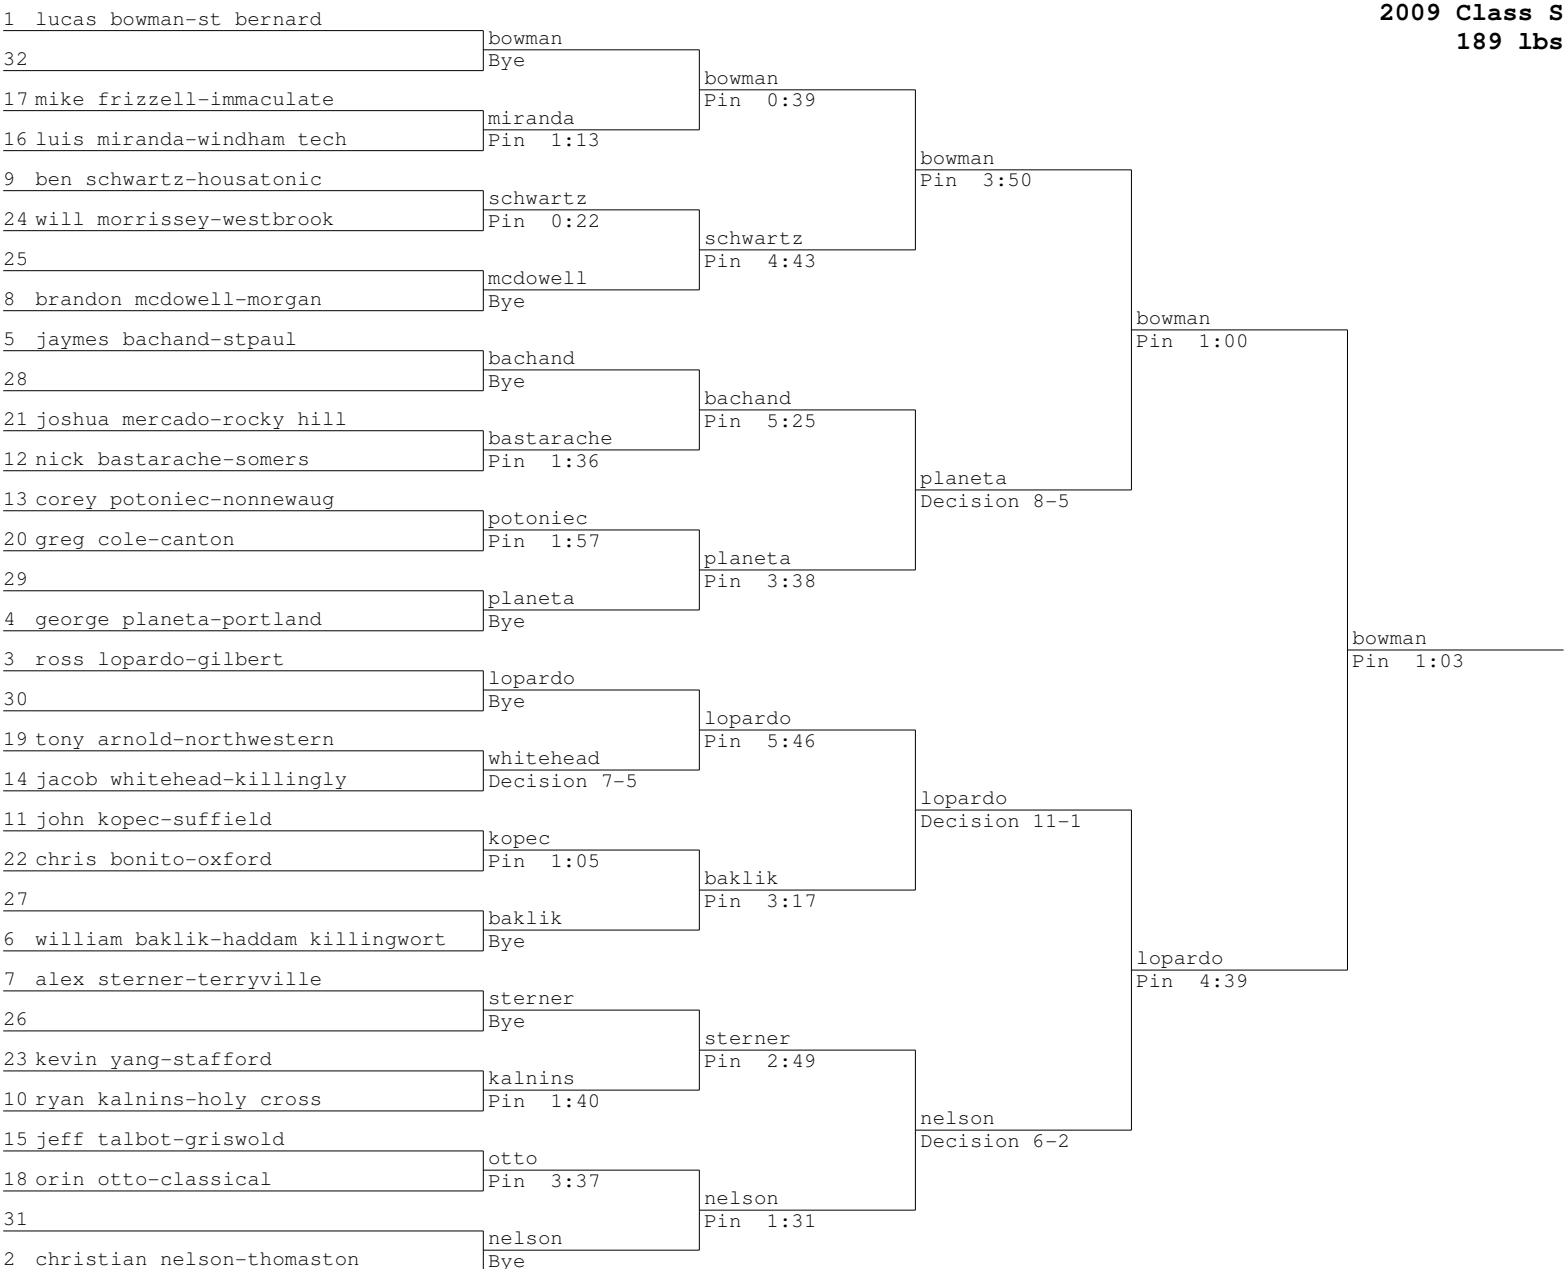 2009 Class S
189 lbs
1 lucas bowman-st bernard
32
17 mike frizzell-immaculate
16 luis miranda-windham tech
9 ben schwartz-housatonic
24 will morrissey-westbrook
25
8 brandon mcdowell-morgan
5 jaymes bachand-stpaul
28
21 joshua mercado-rocky hill
12 nick bastarache-somers
13 corey potoniec-nonnewaug
20 greg cole-canton
29
4 george planeta-portland
3 ross lopardo-gilbert
30
19 tony arnold-northwestern
14 jacob whitehead-killingly
11 john kopec-suffield
22 chris bonito-oxford
27
6 william baklik-haddam killingwort
7 alex sterner-terryville
26
23 kevin yang-stafford
10 ryan kalnins-holy cross
15 jeff talbot-griswold
18 orin otto-classical
31
2 christian nelson-thomaston
bowman
Bye
miranda
Pin 1:13
schwartz
Pin 0:22
mcdowell
Bye
bachand
Bye
bastarache
Pin 1:36
potoniec
Pin 1:57
planeta
Bye
lopardo
Bye
whitehead
Decision 7-5
kopec
Pin 1:05
baklik
Bye
sterner
Bye
kalnins
Pin 1:40
otto
Pin 3:37
nelson
Bye
bowman
Pin 0:39
schwartz
Pin 4:43
bachand
Pin 5:25
planeta
Pin 3:38
lopardo
Pin 5:46
baklik
Pin 3:17
sterner
Pin 2:49
nelson
Pin 1:31
bowman
Pin 3:50
planeta
Decision 8-5
lopardo
Decision 11-1
nelson
Decision 6-2
bowman
Pin 1:00
lopardo
Pin 4:39
bowman
Pin 1:03